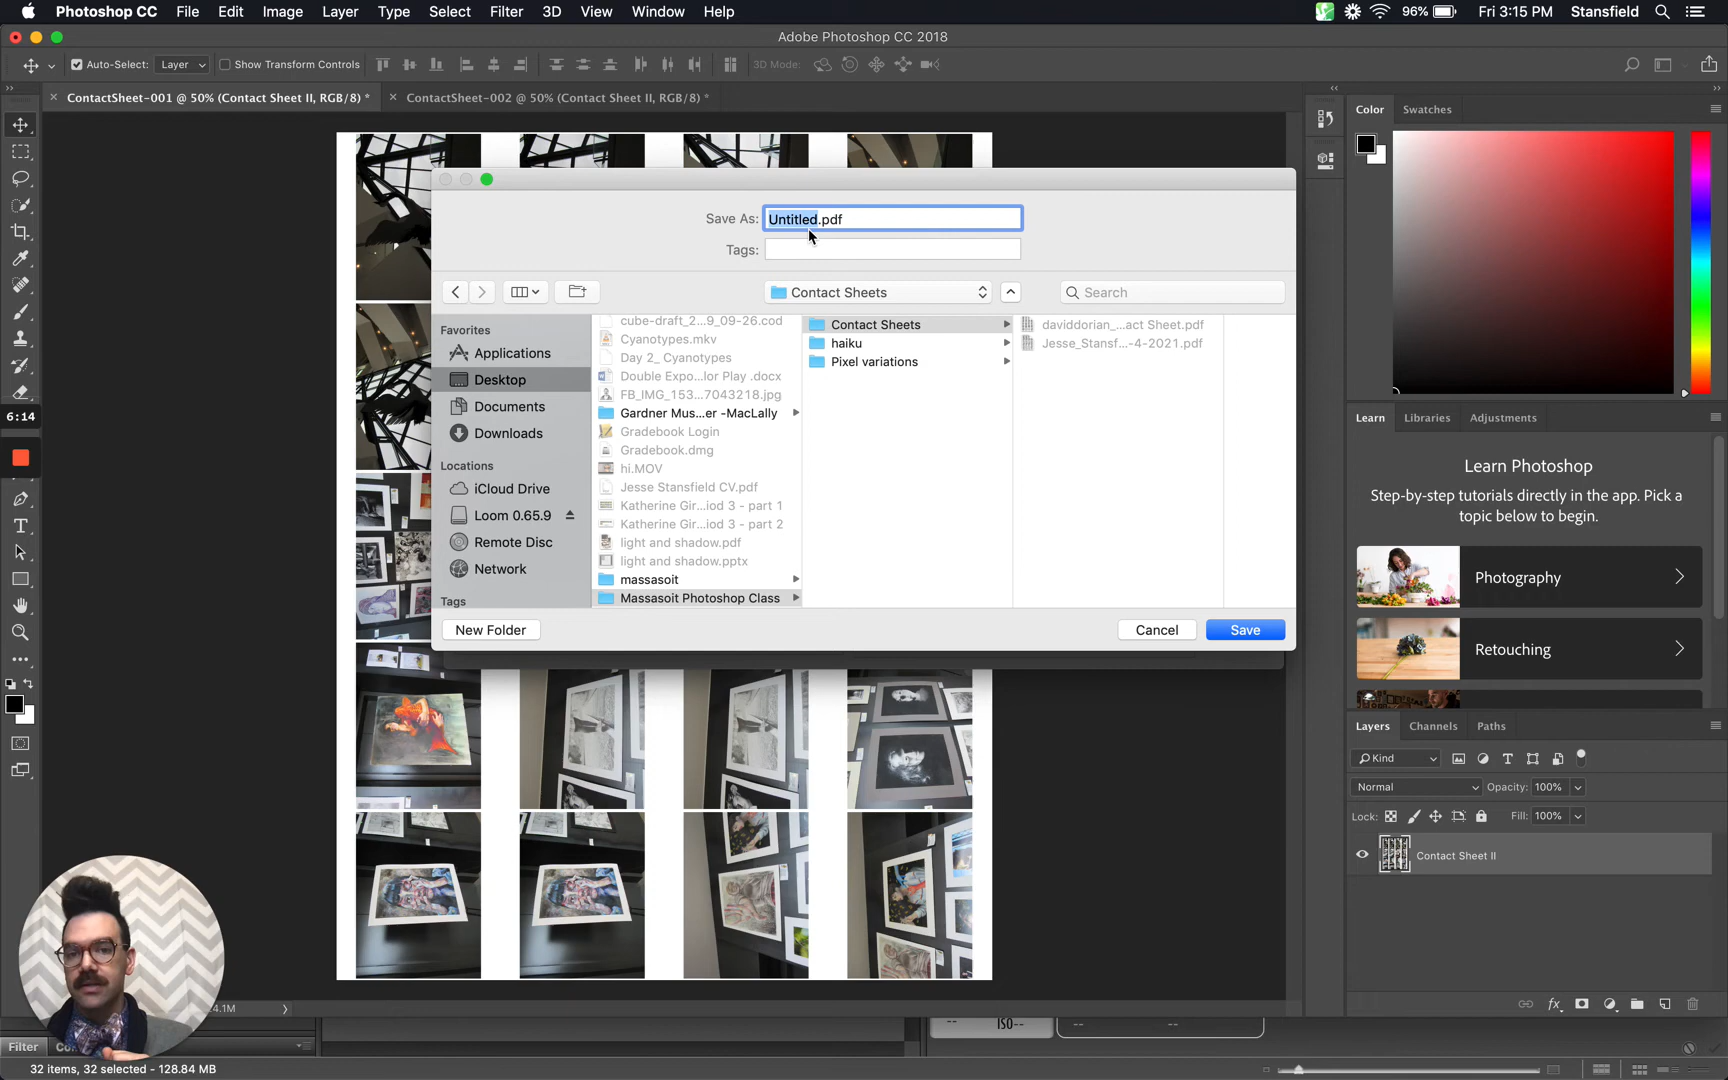 Photoshop CC File Edit Image Layer Type Select Filter 3D View Window Help 96% Fri 3:15 PM Stansfield
Adobe Photoshop CC 2018
Auto-Select: Layer Show Transform Controls 3D Mode:
ContactSheet-001 @ 50% (Contact Sheet II, RGB/8) * ContactSheet-002 @ 50% (Contact Sheet II, RGB/8) *
Color Swatches
Save As: Untitled.pdf
Tags:
Contact Sheets Search
Favorites
Applications
Desktop
Documents
Downloads
Locations
iCloud Drive
Loom 0.65.9
Remote Disc
Network
Tags
cube-draft_2...9_09-26.cod
Cyanotypes.mkv
Day 2_ Cyanotypes
Double Expo...lor Play .docx
FB_IMG_153...7043218.jpg
Gardner Mus...er -MacLally
Gradebook Login
Gradebook.dmg
hi.MOV
Jesse Stansfield CV.pdf
Katherine Gir...iod 3 - part 1
Katherine Gir...iod 3 - part 2
light and shadow.pdf
light and shadow.pptx
massasoit
Massasoit Photoshop Class
Contact Sheets
haiku
Pixel variations
daviddorian_...act Sheet.pdf
Jesse_Stansf...-4-2021.pdf
New Folder Cancel Save
6:14
Learn Libraries Adjustments
Learn Photoshop
Step-by-step tutorials directly in the app. Pick a
topic below to begin.
Photography
Retouching
Layers Channels Paths
Kind
Normal Opacity: 100%
Lock: Fill: 100%
Contact Sheet II
fx
4.1M
-- ISO-- -- --
Filter
32 items, 32 selected - 128.84 MB